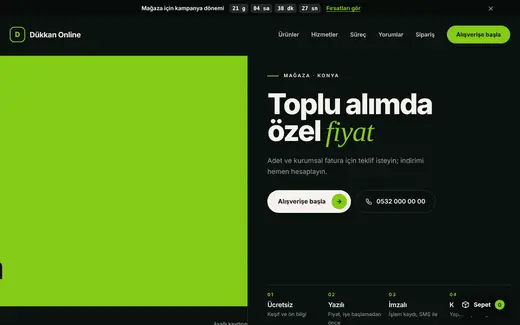 Mağaza için kampanya dönemi 21 g 04 sa 38 dk 27 sn Fırsatları gör
D Dükkan Online Ürünler Hizmetler Süreç Yorumlar Sipariş Alışverişe başla
MAĞAZA · KONYA
Toplu alımda
özel fiyat
Adet ve kurumsal fatura için teklif isteyin; indirimi
hemen hesaplayın.
Alışverişe başla
0532 000 00 00
01 02 03 04
Ücretsiz Yazılı İmzalı K Sepet 0
Keşif ve ön bilgi Fiyat, işe başlamadan İşlem kaydı, SMS ile
önce